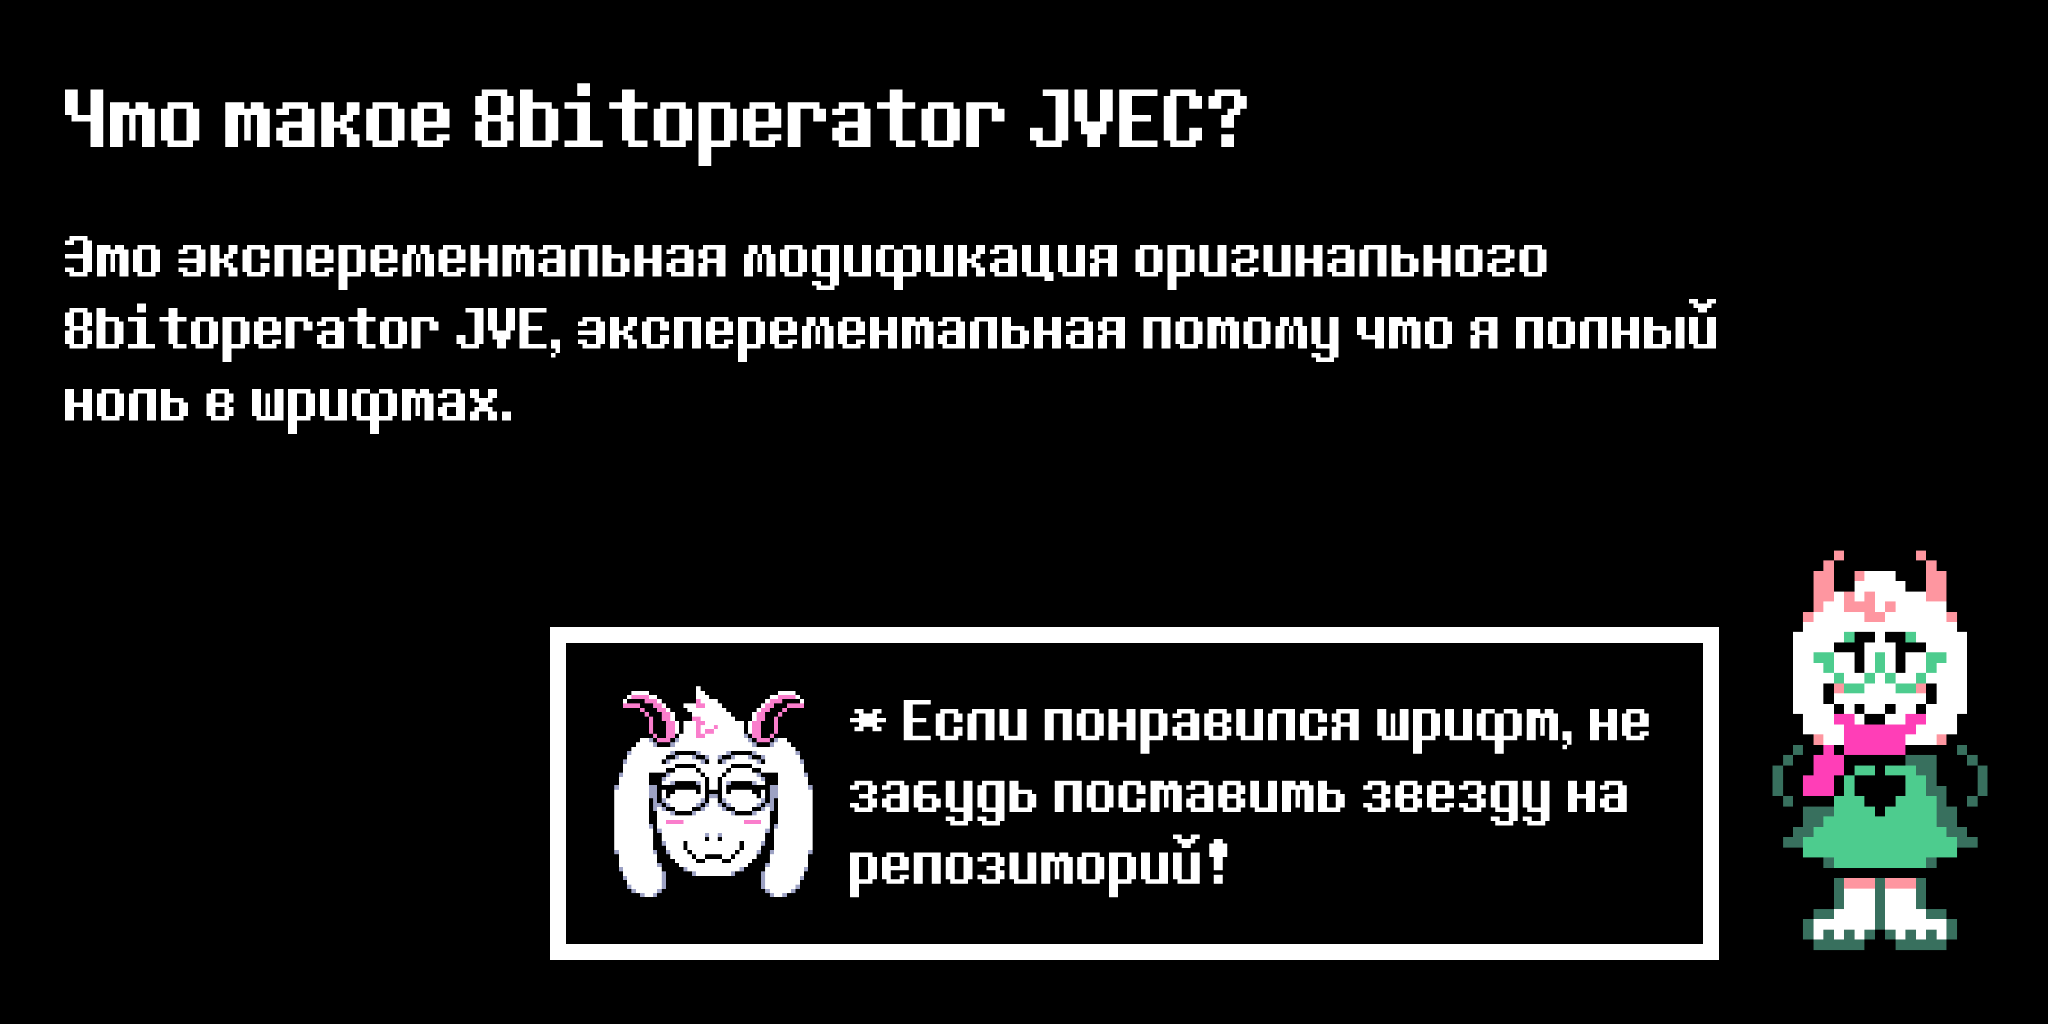 Что такое 8bitoperator JVEC?
Это эксперементальная модификация оригинального
8bitoperator JVE, эксперементальная потому что я полный
ноль в шрифтах.
* Если понравился шрифт, не
забудь поставить звезду на
репозиторий!